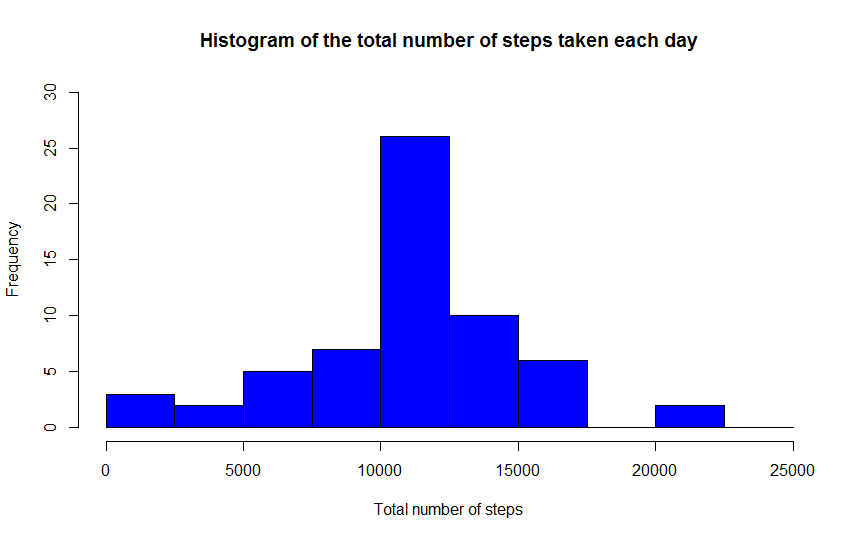 Histogram of the total number of steps taken each day
30
25
20
15
10
5
0
Frequency
0 5000 10000 15000 20000 25000
Total number of steps